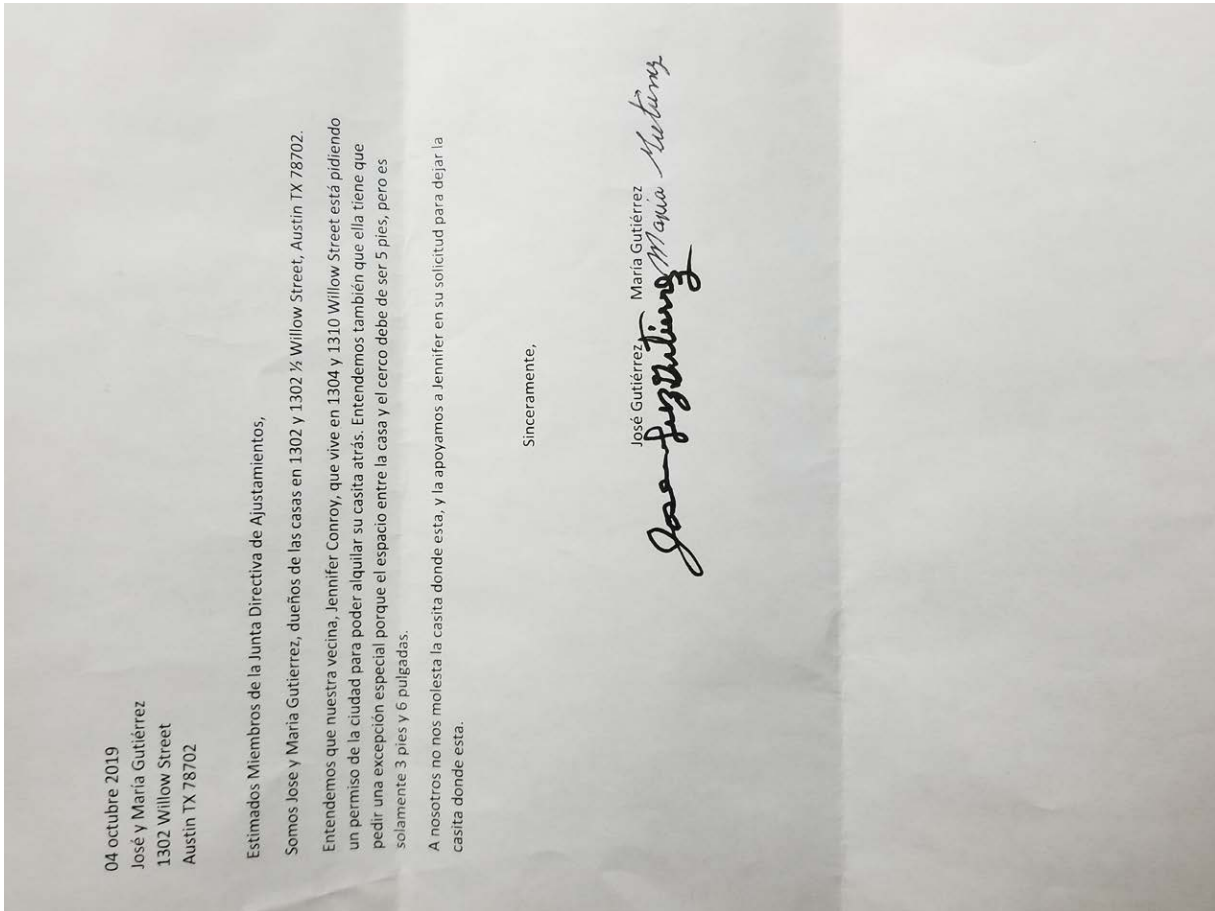 04 octubre 2019
José y María Gutiérrez
1302 Willow Street
Austin TX 78702
Estimados Miembros de la Junta Directiva de Ajustamientos,
Somos Jose y Maria Gutierrez, dueños de las casas en 1302 y 1302 ½ Willow Street, Austin TX 78702.
Entendemos que nuestra vecina, Jennifer Conroy, que vive en 1304 y 1310 Willow Street está pidiendo
un permiso de la ciudad para poder alquilar su casita atrás. Entendemos también que ella tiene que
pedir una excepción especial porque el espacio entre la casa y el cerco debe de ser 5 pies, pero es
solamente 3 pies y 6 pulgadas.
A nosotros no nos molesta la casita donde esta, y la apoyamos a Jennifer en su solicitud para dejar la
casita donde esta.
Sinceramente,
José Gutiérrez María Gutiérrez
Jose Gutierrez Maria Gutierrez